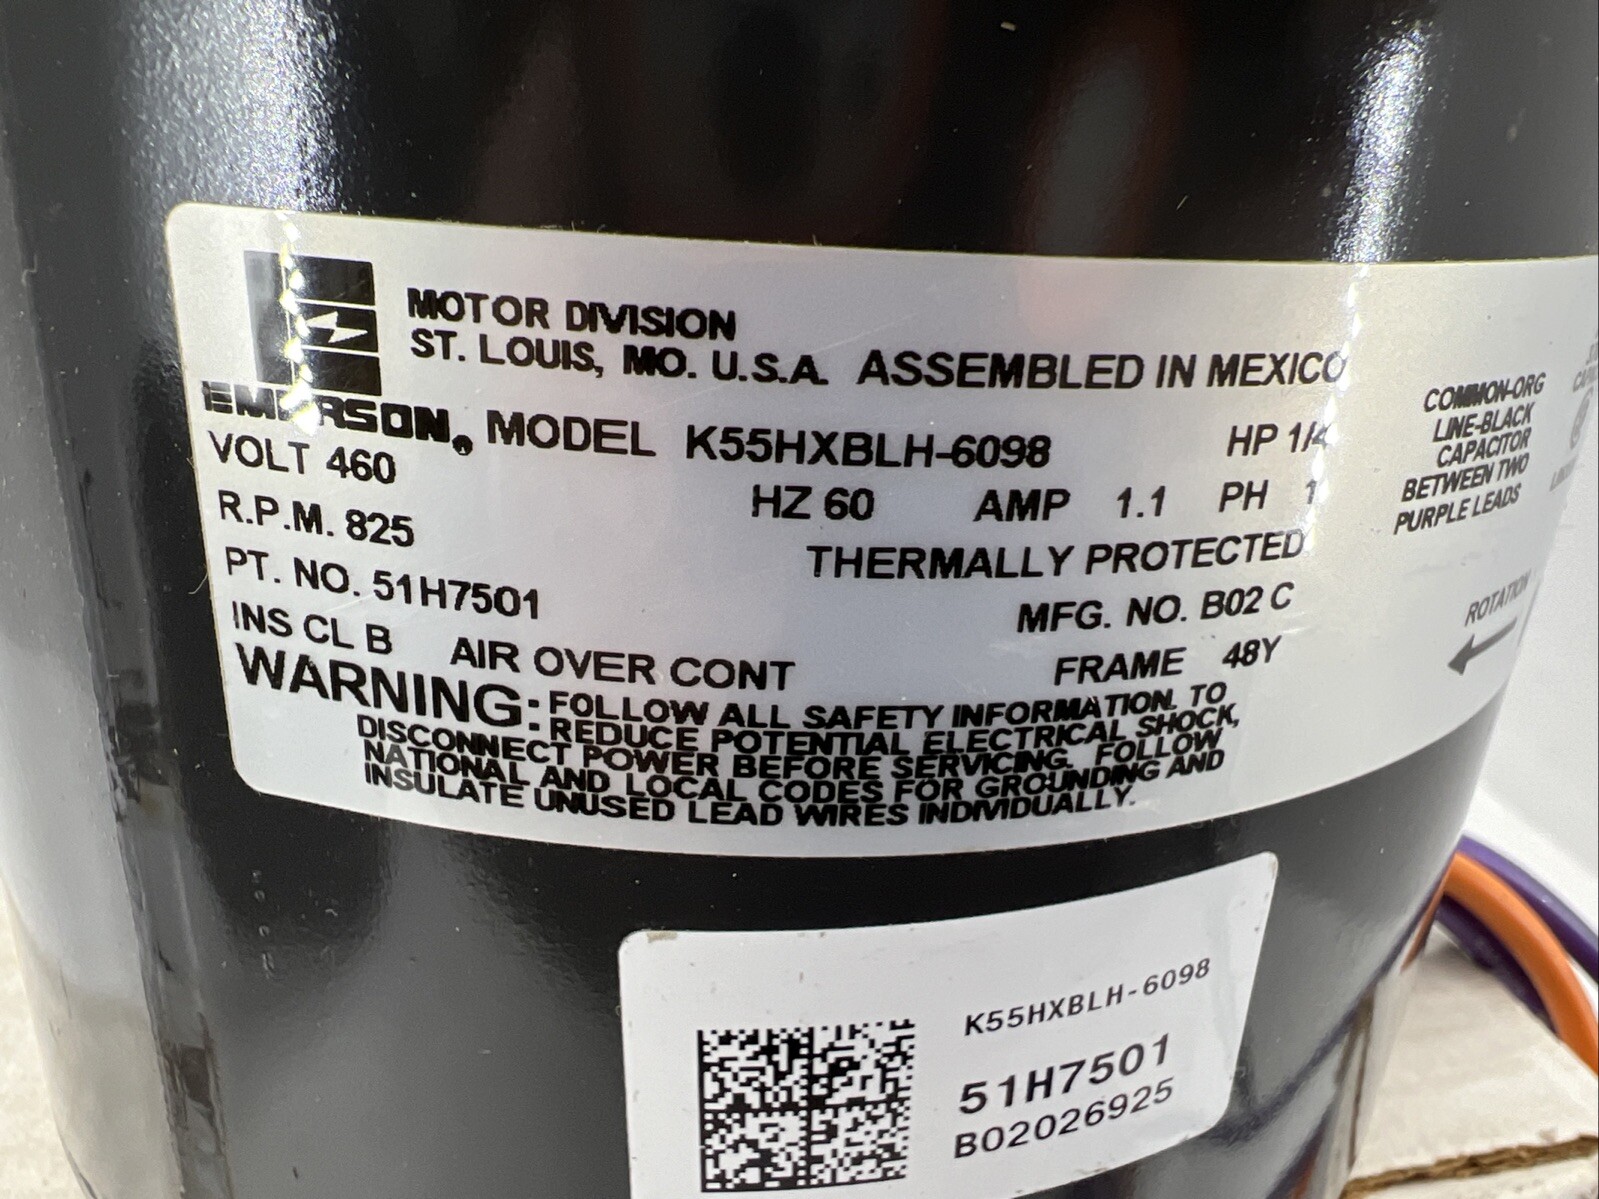 MOTOR DIVISION
ST. LOUIS, MO. U.S.A. ASSEMBLED IN MEXICO
EMERSON. MODEL K55HXBLH-6098 HP 1/4
VOLT 460 HZ 60 AMP 1.1 PH 1
R.P.M. 825 THERMALLY PROTECTED
PT. NO. 51H7501 MFG. NO. B02 C
INS CL B AIR OVER CONT FRAME 48Y
WARNING: FOLLOW ALL SAFETY INFORMATION. TO
REDUCE POTENTIAL ELECTRICAL SHOCK,
DISCONNECT POWER BEFORE SERVICING. FOLLOW
NATIONAL AND LOCAL CODES FOR GROUNDING AND
INSULATE UNUSED LEAD WIRES INDIVIDUALLY.
COMMON-ORG
LINE-BLACK
CAPACITOR
BETWEEN TWO
PURPLE LEADS
ROTATION
K55HXBLH-6098
51H7501
B02026925